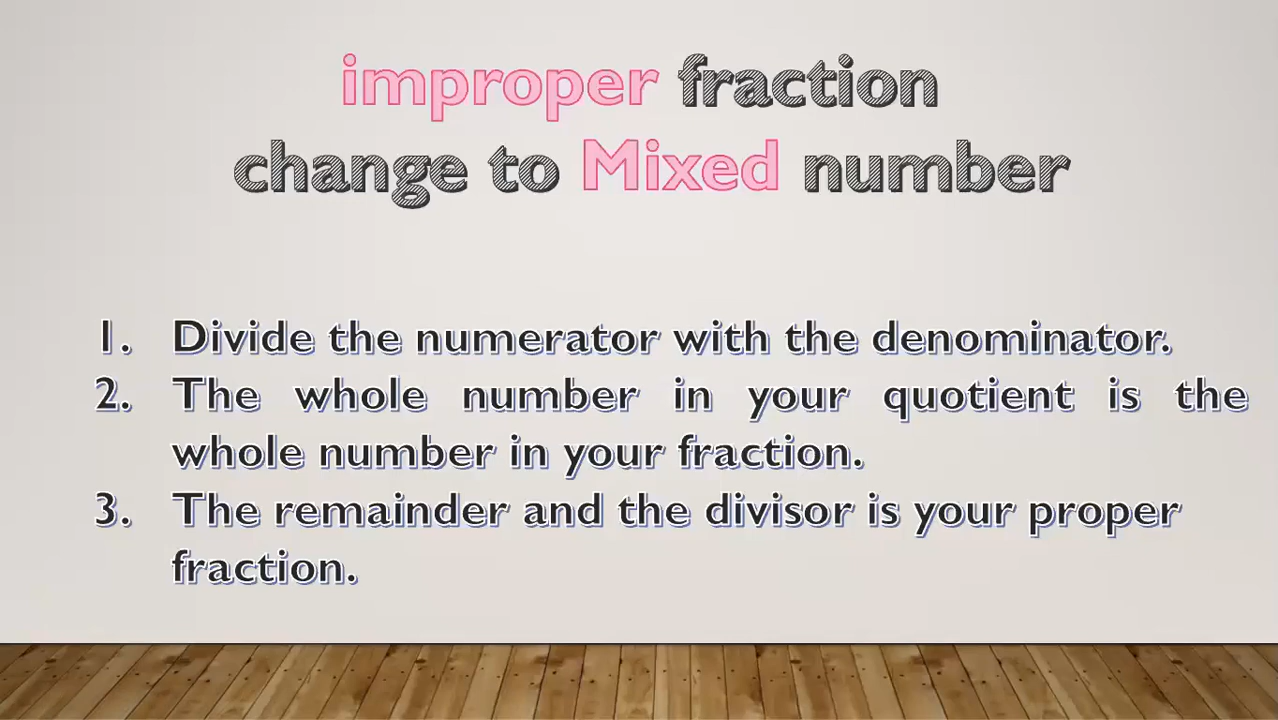 improper fraction
change to Mixed number
1. Divide the numerator with the denominator.
2. The whole number in your quotient is the
whole number in your fraction.
3. The remainder and the divisor is your proper
fraction.